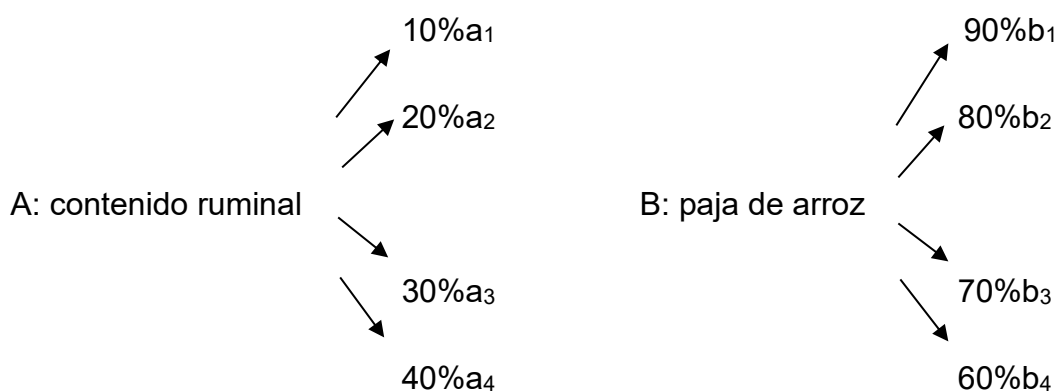 10%a₁ 90%b₁
20%a₂ 80%b₂
A: contenido ruminal B: paja de arroz
30%a₃ 70%b₃
40%a₄ 60%b₄